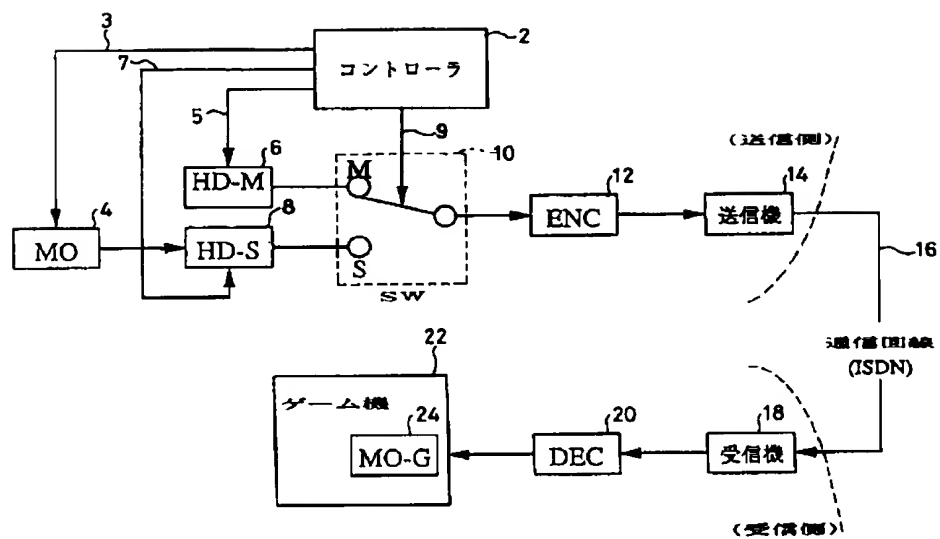 3
2
7
コントローラ
5
9
(送信側)
6
M
10
HD-M
12
14
4
8
ENC
送信機
MO
HD-S
16
S
SW
通信回線
(ISDN)
22
ゲーム機
24
20
18
MO-G
DEC
受信機
(受信側)